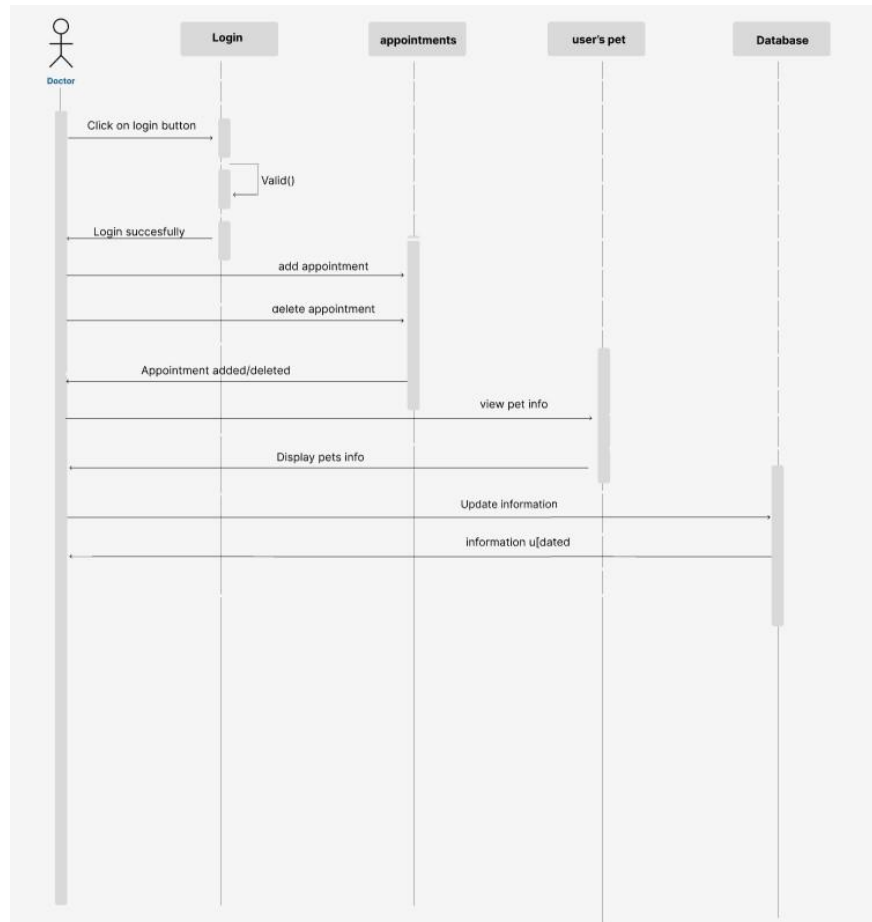 Login
appointments
user's pet
Database
Doctor
Click on login button
Valid()
Login succesfully
add appointment
delete appointment
Appointment added/deleted
view pet info
Display pets info
Update information
information u[dated